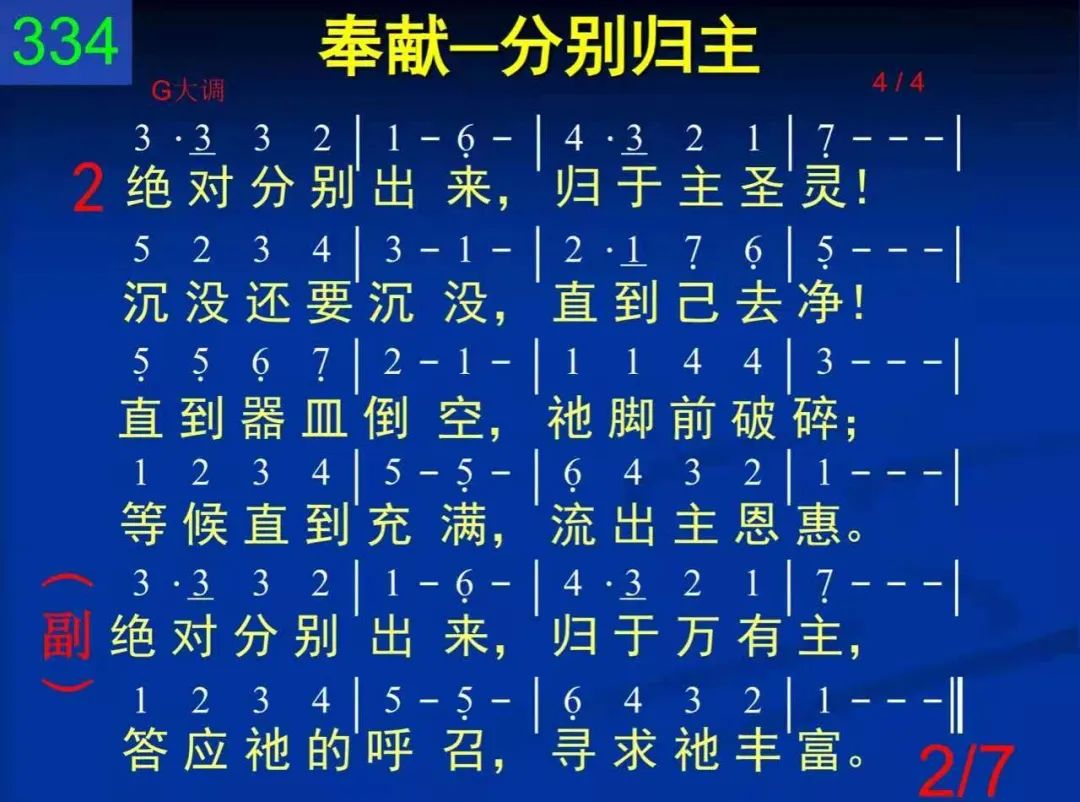 334
奉献—分别归主
G大调
4 / 4
3 · 3 3 2 | 1 - 6̣ - | 4 · 3 2 1 | 7̣ - - - |
2 绝对分别出来，归于主圣灵！
5 2 3 4 | 3 - 1 - | 2 · 1 7̣ 6̣ | 5̣ - - - |
沉没还要沉没，直到己去净！
5̣ 5̣ 6̣ 7̣ | 2 - 1 - | 1 1 4 4 | 3 - - - |
直到器皿倒空，祂脚前破碎；
1 2 3 4 | 5 - 5̣ - | 6̣ 4 3 2 | 1 - - - |
等候直到充满，流出主恩惠。
3 · 3 3 2 | 1 - 6̣ - | 4 · 3 2 1 | 7̣ - - - |
（副）绝对分别出来，归于万有主，
1 2 3 4 | 5 - 5̣ - | 6̣ 4 3 2 | 1 - - - ‖
答应祂的呼召，寻求祂丰富。
2/7